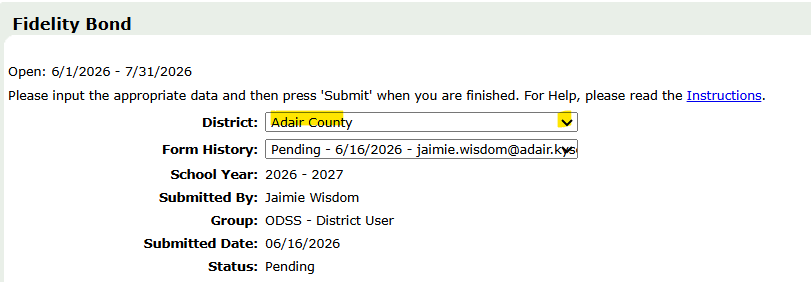 Fidelity Bond
Open: 6/1/2026 - 7/31/2026
Please input the appropriate data and then press 'Submit' when you are finished. For Help, please read the Instructions.
District: Adair County
Form History: Pending - 6/16/2026 - jaimie.wisdom@adair.kys
School Year: 2026 - 2027
Submitted By: Jaimie Wisdom
Group: ODSS - District User
Submitted Date: 06/16/2026
Status: Pending